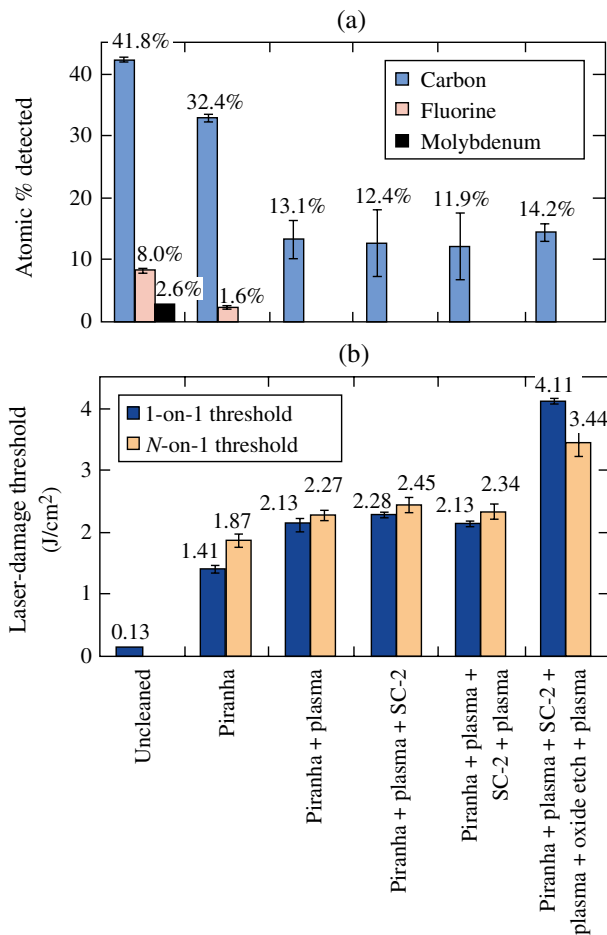 (a)
41.8%
40
32.4%
Carbon
Fluorine
Molybdenum
30
Atomic % detected
20
13.1%
12.4%
11.9%
14.2%
10
8.0%
2.6%
1.6%
0
(b)
4.11
4
1-on-1 threshold
N-on-1 threshold
3.44
3
Laser-damage threshold
(J/cm2)
2.13
2.27
2.28
2.45
2.13
2.34
2
1.41
1.87
1
0.13
0
Uncleaned
Piranha
Piranha + plasma
Piranha + plasma + SC-2
Piranha + plasma +
SC-2 + plasma
Piranha + plasma + SC-2 +
plasma + oxide etch + plasma